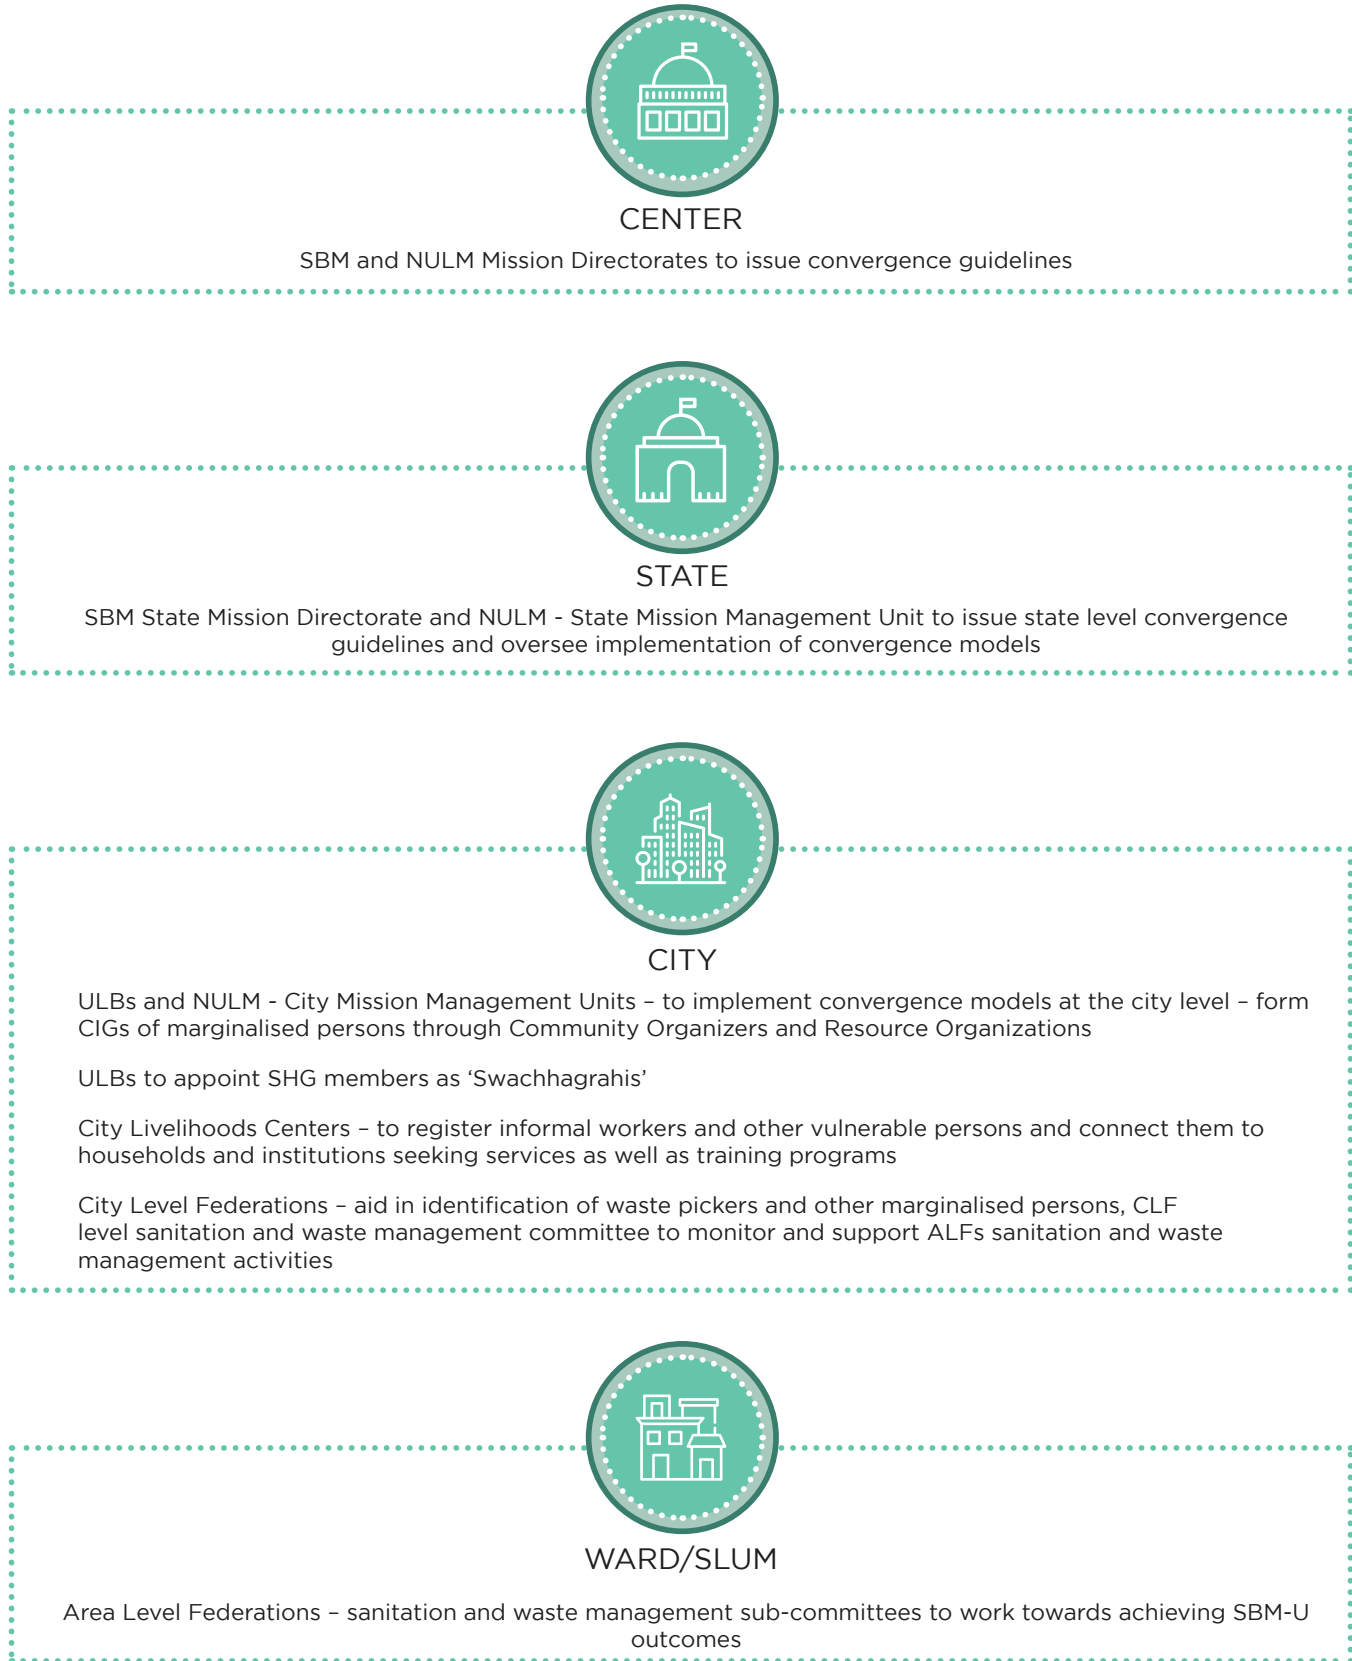 CENTER
SBM and NULM Mission Directorates to issue convergence guidelines
STATE
SBM State Mission Directorate and NULM - State Mission Management Unit to issue state level convergence
guidelines and oversee implementation of convergence models
CITY
ULBs and NULM - City Mission Management Units – to implement convergence models at the city level – form
CIGs of marginalised persons through Community Organizers and Resource Organizations
ULBs to appoint SHG members as ‘Swachhagrahis’
City Livelihoods Centers – to register informal workers and other vulnerable persons and connect them to
households and institutions seeking services as well as training programs
City Level Federations – aid in identification of waste pickers and other marginalised persons, CLF
level sanitation and waste management committee to monitor and support ALFs sanitation and waste
management activities
WARD/SLUM
Area Level Federations – sanitation and waste management sub-committees to work towards achieving SBM-U
outcomes